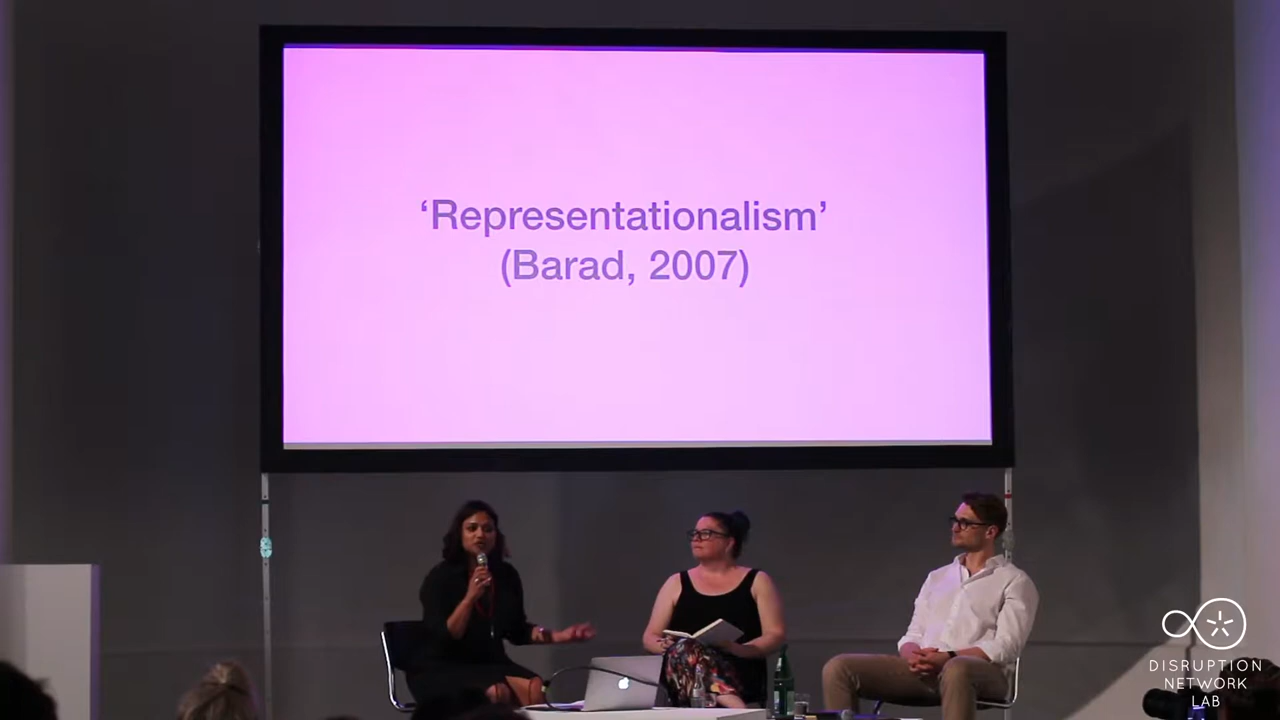 ‘Representationalism’
(Barad, 2007)
DISRUPTION
NETWORK
LAB